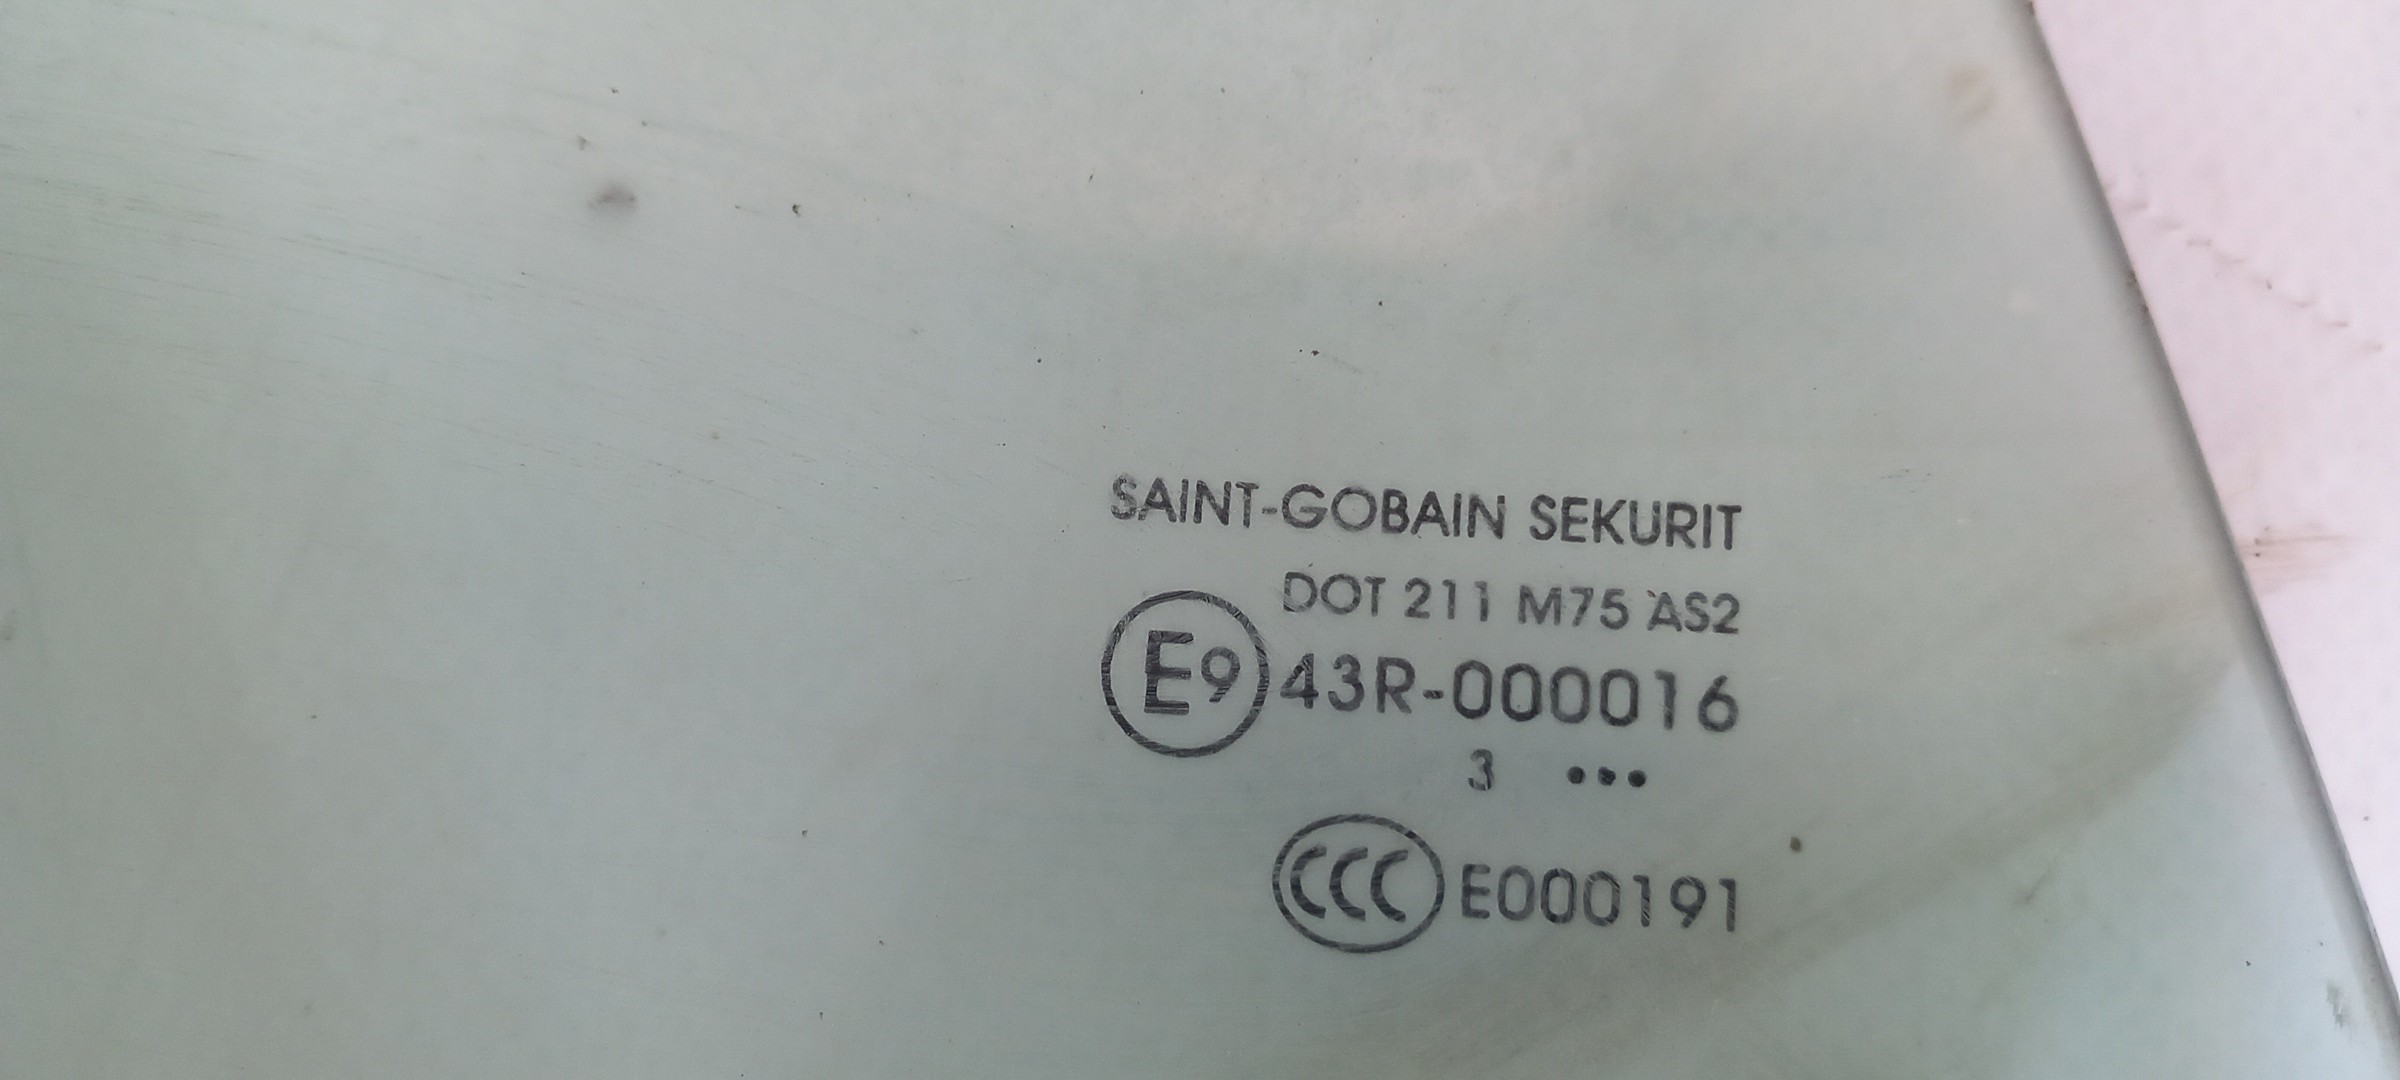 SAINT-GOBAIN SEKURIT
DOT 211 M75 AS2
E9 43R-000016
3 •••
CCC E000191